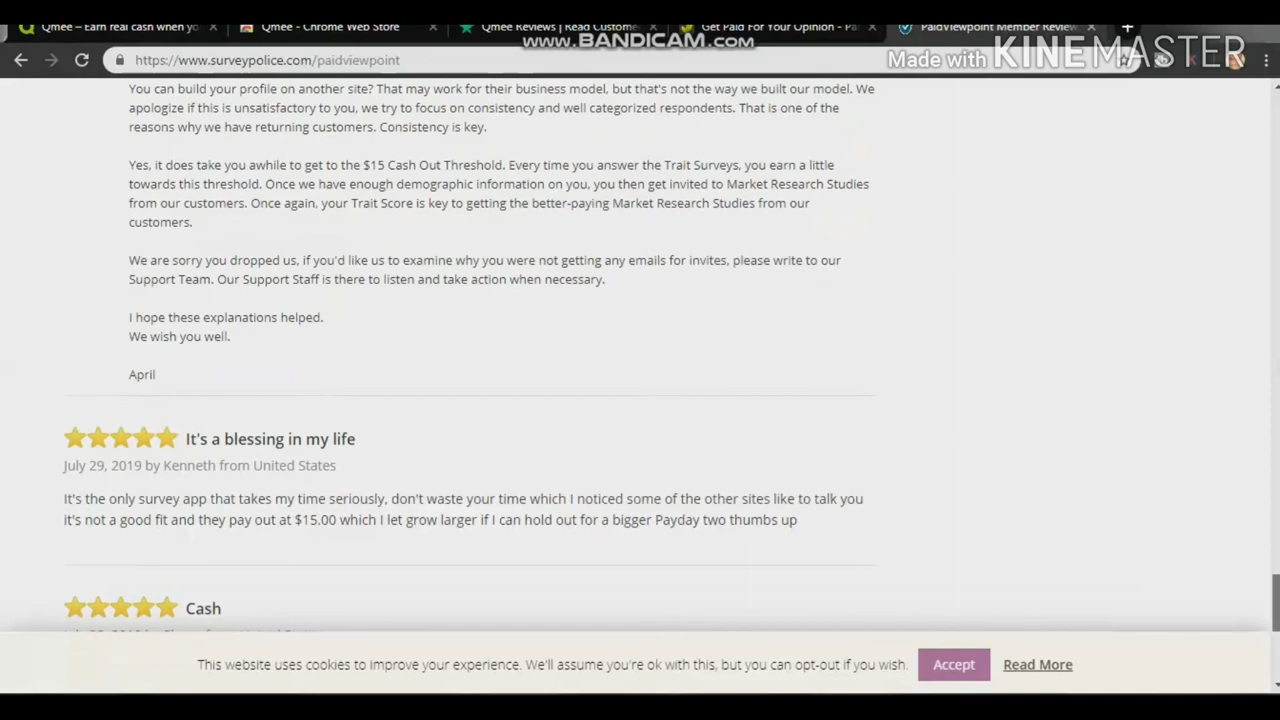 Qmee – Earn real cash when yo
Qmee - Chrome Web Store
Qmee Reviews | Read Custome
Get Paid For Your Opinion - Pa
PaidViewpoint Member Review
www.BANDICAM.com
Made with KINEMASTER
https://www.surveypolice.com/paidviewpoint
You can build your profile on another site? That may work for their business model, but that's not the way we built our model. We
apologize if this is unsatisfactory to you, we try to focus on consistency and well categorized respondents. That is one of the
reasons why we have returning customers. Consistency is key.
Yes, it does take you awhile to get to the $15 Cash Out Threshold. Every time you answer the Trait Surveys, you earn a little
towards this threshold. Once we have enough demographic information on you, you then get invited to Market Research Studies
from our customers. Once again, your Trait Score is key to getting the better-paying Market Research Studies from our
customers.
We are sorry you dropped us, if you'd like us to examine why you were not getting any emails for invites, please write to our
Support Team. Our Support Staff is there to listen and take action when necessary.
I hope these explanations helped.
We wish you well.
April
It's a blessing in my life
July 29, 2019 by Kenneth from United States
It's the only survey app that takes my time seriously, don't waste your time which I noticed some of the other sites like to talk you
it's not a good fit and they pay out at $15.00 which I let grow larger if I can hold out for a bigger Payday two thumbs up
Cash
This website uses cookies to improve your experience. We'll assume you're ok with this, but you can opt-out if you wish.
Accept
Read More